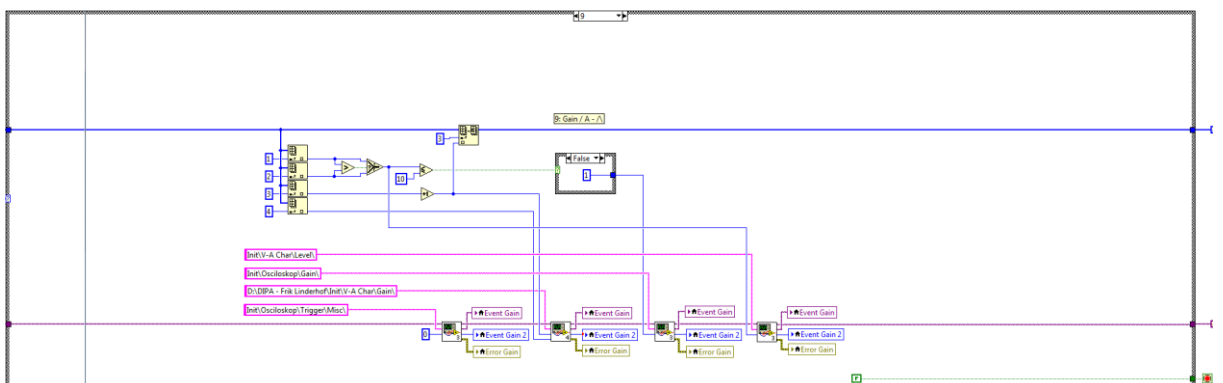 9
9: Gain / A - /\
3
1
2
3
4
>
10
+1
False
1
Init\V-A Char\Level\
Init\Osciloskop\Gain\
D:\DIPA - Frik Linderhof\Init\V-A Char\Gain\
Init\Osciloskop\Trigger\Misc\
Event Gain
Event Gain
Event Gain
Event Gain
0
Event Gain 2
Event Gain 2
Event Gain 2
Event Gain 2
Error Gain
Error Gain
Error Gain
Error Gain
F